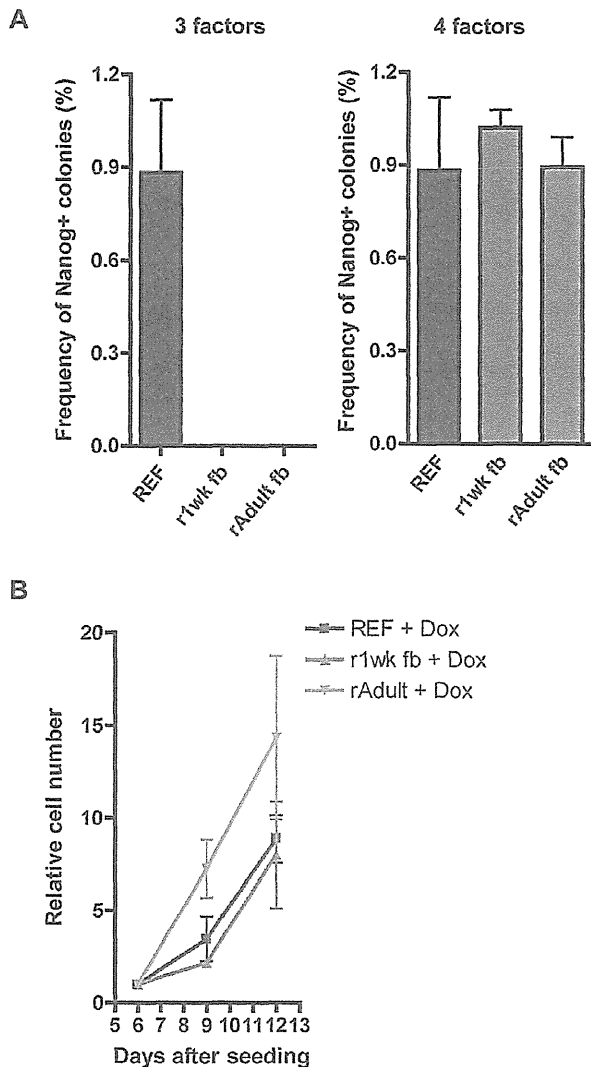 A
3 factors
4 factors
Frequency of Nanog+ colonies (%)
1.2
0.9
0.6
0.3
0.0
REF
r1wk fb
rAdult fb
Frequency of Nanog+ colonies (%)
1.2
0.9
0.6
0.3
0.0
REF
r1wk fb
rAdult fb
B
Relative cell number
20
15
10
5
0
5 6 7 8 9 10 11 12 13
Days after seeding
REF + Dox
r1wk fb + Dox
rAdult + Dox